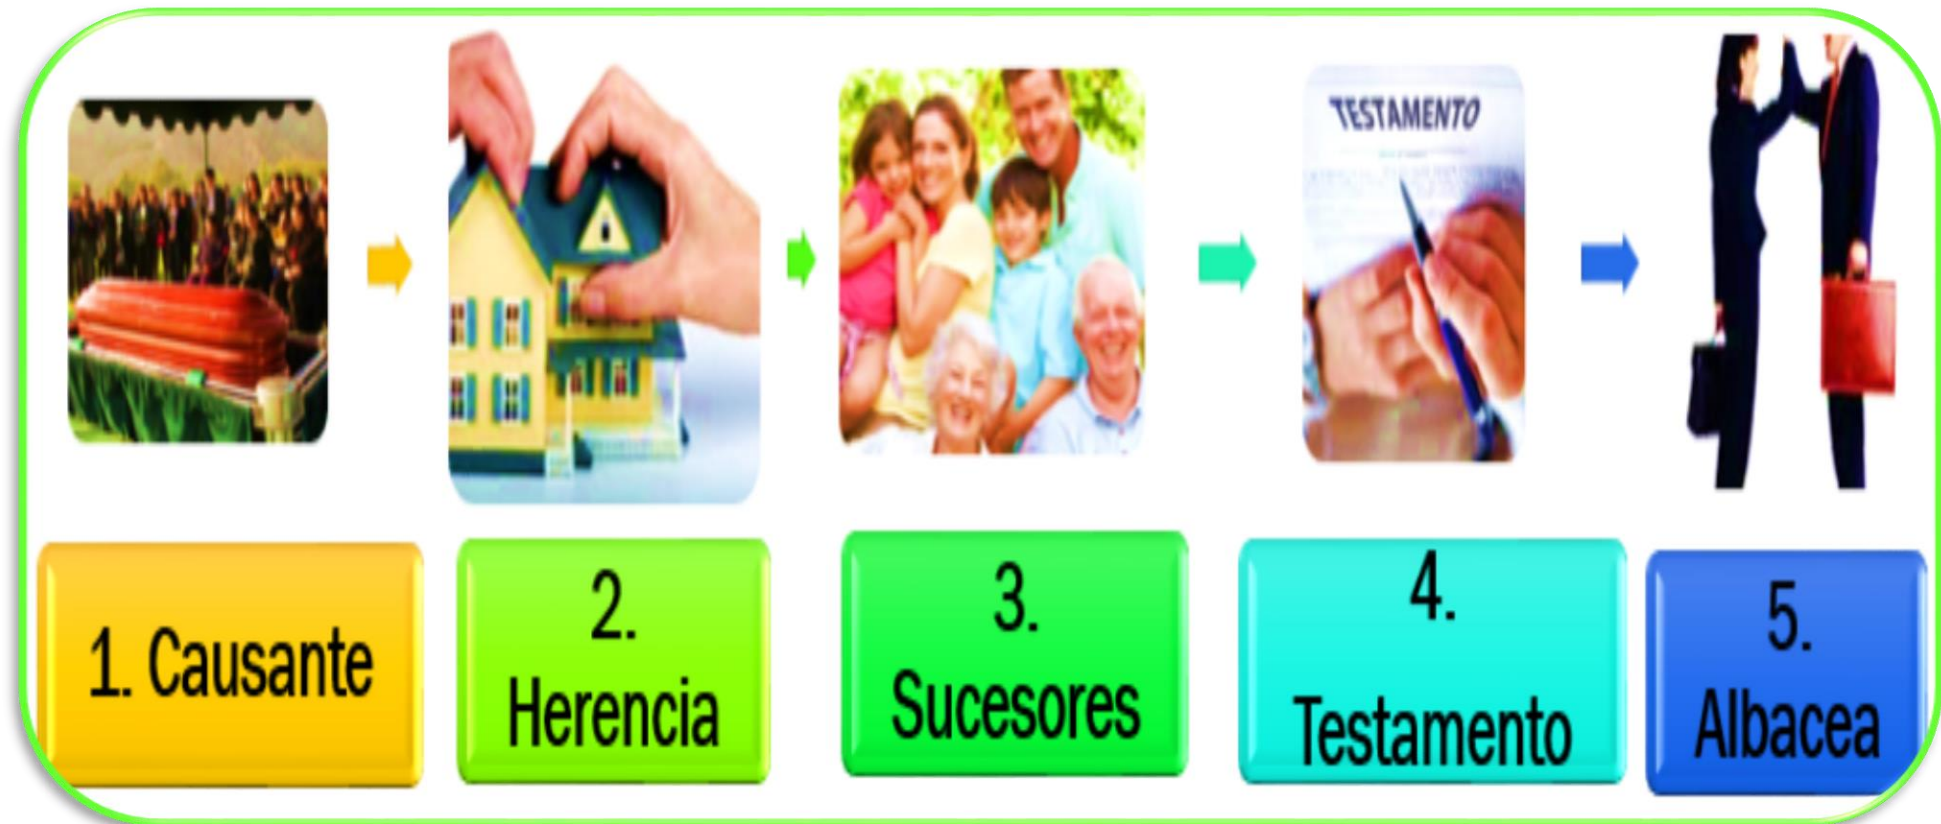 TESTAMENTO
1. Causante
2.
Herencia
3.
Sucesores
4.
Testamento
5.
Albacea